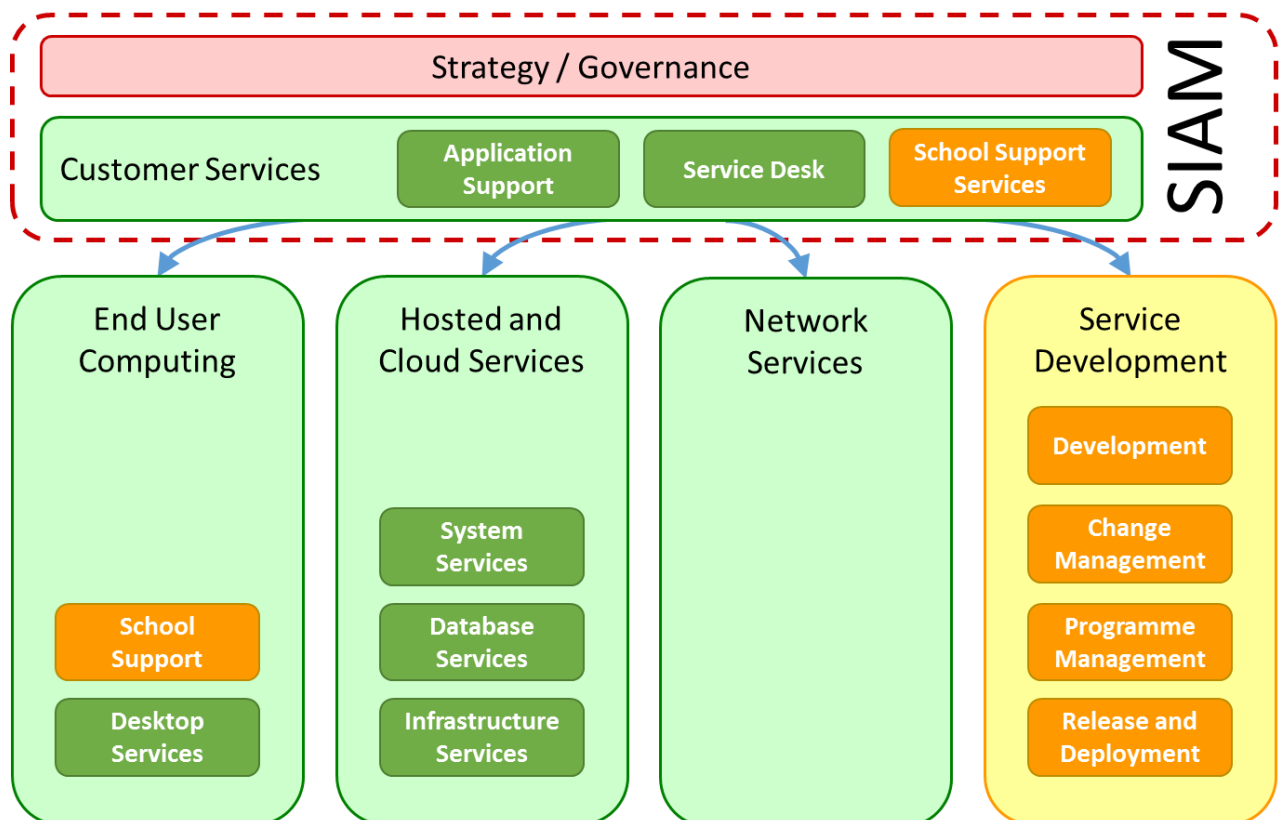 Strategy / Governance
SIAM
Customer Services
Application
Support
Service Desk
School Support
Services
End User
Computing
School
Support
Desktop
Services
Hosted and
Cloud Services
System
Services
Database
Services
Infrastructure
Services
Network
Services
Service
Development
Development
Change
Management
Programme
Management
Release and
Deployment